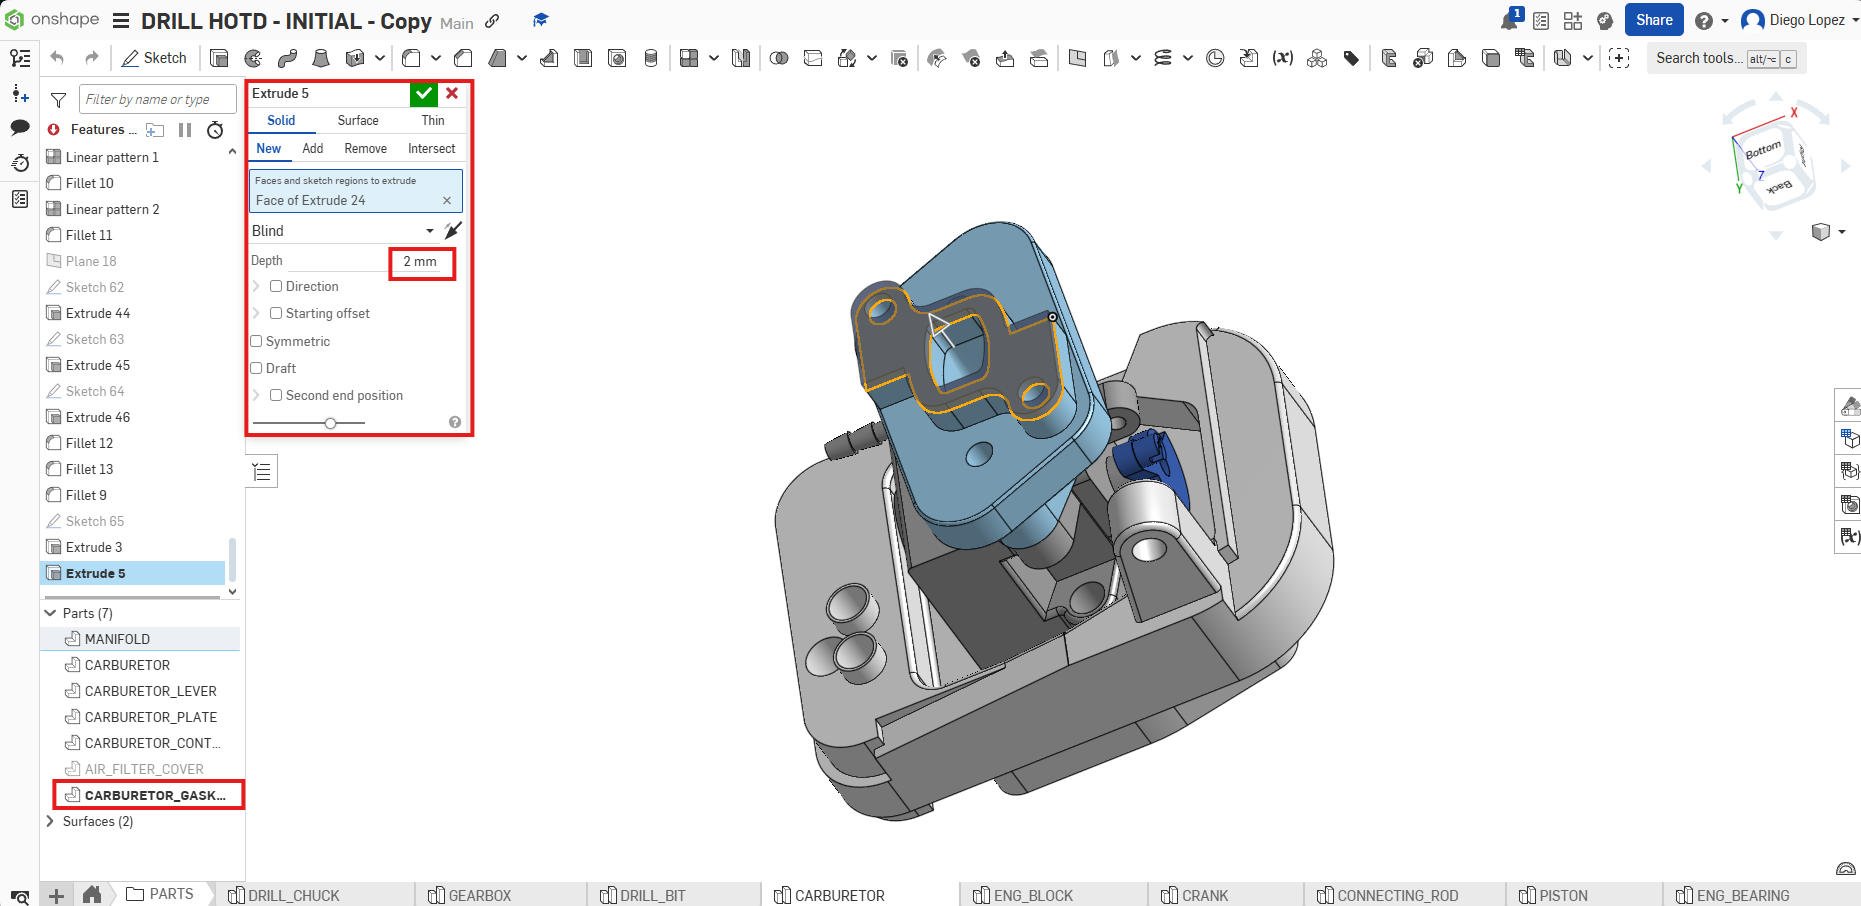 onshape DRILL HOTD - INITIAL - Copy Main 1 Share Diego Lopez
Sketch Search tools... alt/⌥ c
Filter by name or type
Features ...
Linear pattern 1
Fillet 10
Linear pattern 2
Fillet 11
Plane 18
Sketch 62
Extrude 44
Sketch 63
Extrude 45
Sketch 64
Extrude 46
Fillet 12
Fillet 13
Fillet 9
Sketch 65
Extrude 3
Extrude 5
Parts (7)
MANIFOLD
CARBURETOR
CARBURETOR_LEVER
CARBURETOR_PLATE
CARBURETOR_CONT...
AIR_FILTER_COVER
CARBURETOR_GASK...
Surfaces (2)
Extrude 5
Solid Surface Thin
New Add Remove Intersect
Faces and sketch regions to extrude
Face of Extrude 24
Blind
Depth 2 mm
Direction
Starting offset
Symmetric
Draft
Second end position
X
Bottom
Z
Y
Back
PARTS DRILL_CHUCK GEARBOX DRILL_BIT CARBURETOR ENG_BLOCK CRANK CONNECTING_ROD PISTON ENG_BEARING